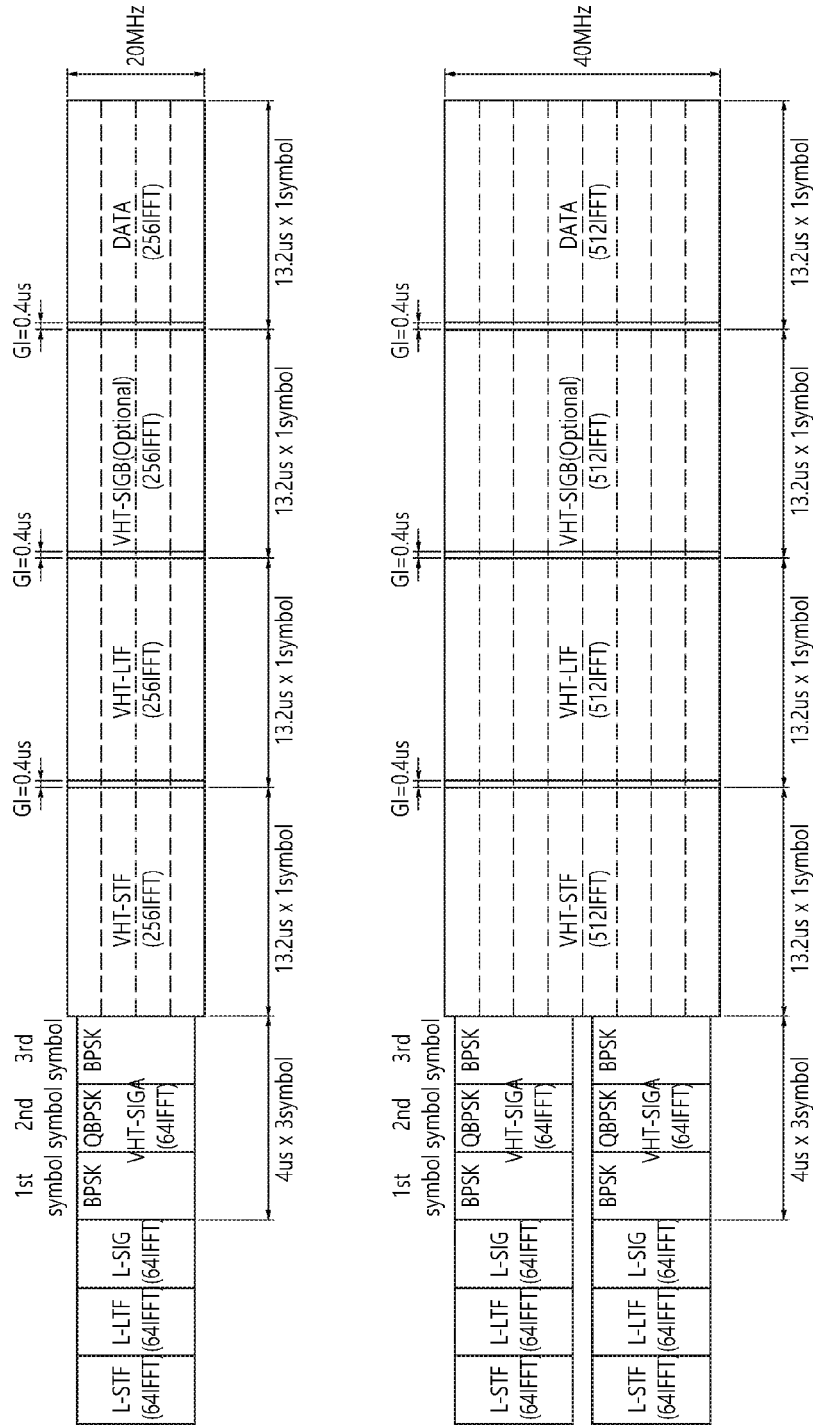 1st 2nd 3rd
symbol symbol symbol
GI=0.4us
GI=0.4us
GI=0.4us
L-STF
(64IFFT)
L-LTF
(64IFFT)
L-SIG
(64IFFT)
BPSK QBPSK BPSK
VHT-SIGA
(64IFFT)
VHT-STF
(256IFFT)
VHT-LTF
(256IFFT)
VHT-SIGB(Optional)
(256IFFT)
DATA
(256IFFT)
20MHz
4us x 3symbol
13.2us x 1symbol
13.2us x 1symbol
13.2us x 1symbol
13.2us x 1symbol
1st 2nd 3rd
symbol symbol symbol
GI=0.4us
GI=0.4us
GI=0.4us
L-STF
(64IFFT)
L-LTF
(64IFFT)
L-SIG
(64IFFT)
BPSK QBPSK BPSK
VHT-SIGA
(64IFFT)
L-STF
(64IFFT)
L-LTF
(64IFFT)
L-SIG
(64IFFT)
BPSK QBPSK BPSK
VHT-SIGA
(64IFFT)
VHT-STF
(512IFFT)
VHT-LTF
(512IFFT)
VHT-SIGB(Optional)
(512IFFT)
DATA
(512IFFT)
40MHz
4us x 3symbol
13.2us x 1symbol
13.2us x 1symbol
13.2us x 1symbol
13.2us x 1symbol